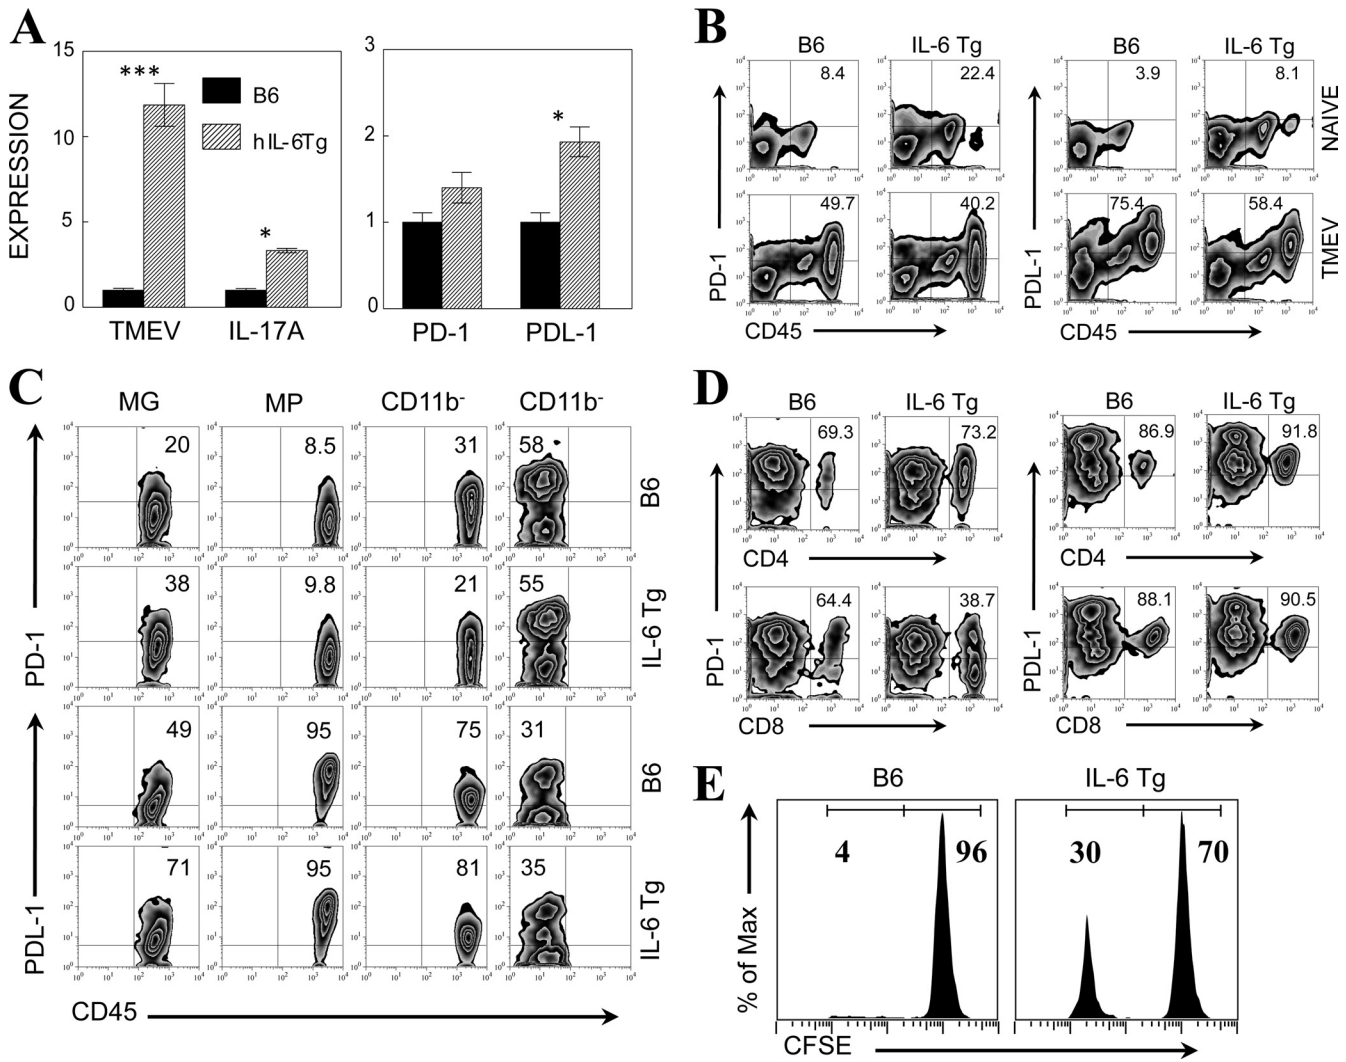 A
EXPRESSION
15
10
5
0
***
*
B6
hIL-6Tg
TMEV
IL-17A
3
2
1
0
*
PD-1
PDL-1
B
B6
IL-6 Tg
B6
IL-6 Tg
8.4
22.4
3.9
8.1
NAIVE
49.7
40.2
75.4
58.4
TMEV
PD-1
PDL-1
CD45
CD45
C
MG
MP
CD11b-
CD11b-
20
8.5
31
58
B6
38
9.8
21
55
IL-6 Tg
PD-1
49
95
75
31
B6
71
95
81
35
IL-6 Tg
PDL-1
CD45
D
B6
IL-6 Tg
B6
IL-6 Tg
69.3
73.2
86.9
91.8
CD4
CD4
64.4
38.7
88.1
90.5
PD-1
PDL-1
CD8
CD8
E
B6
IL-6 Tg
% of Max
4
96
30
70
CFSE